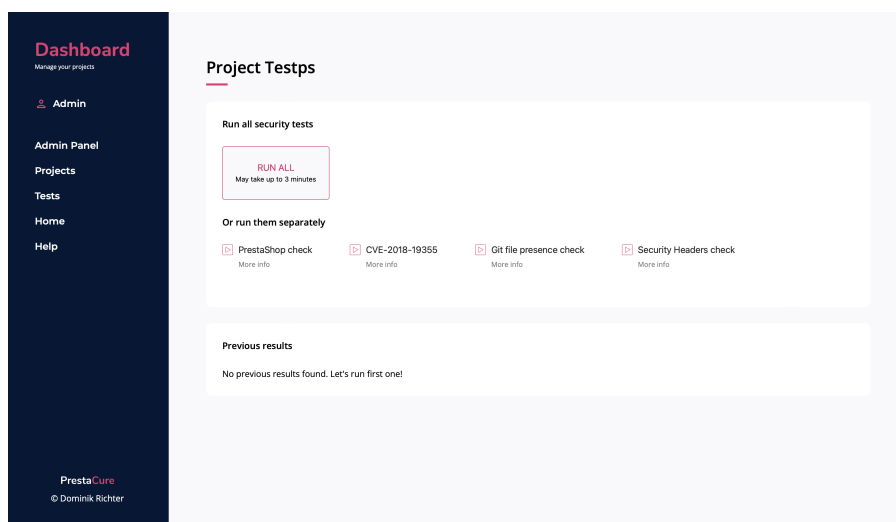 Dashboard
Manage your projects
Admin
Admin Panel
Projects
Tests
Home
Help
PrestaCure
© Dominik Richter
Project Testps
Run all security tests
RUN ALL
May take up to 3 minutes
Or run them separately
PrestaShop check
More info
CVE-2018-19355
More info
Git file presence check
More info
Security Headers check
More info
Previous results
No previous results found. Let's run first one!